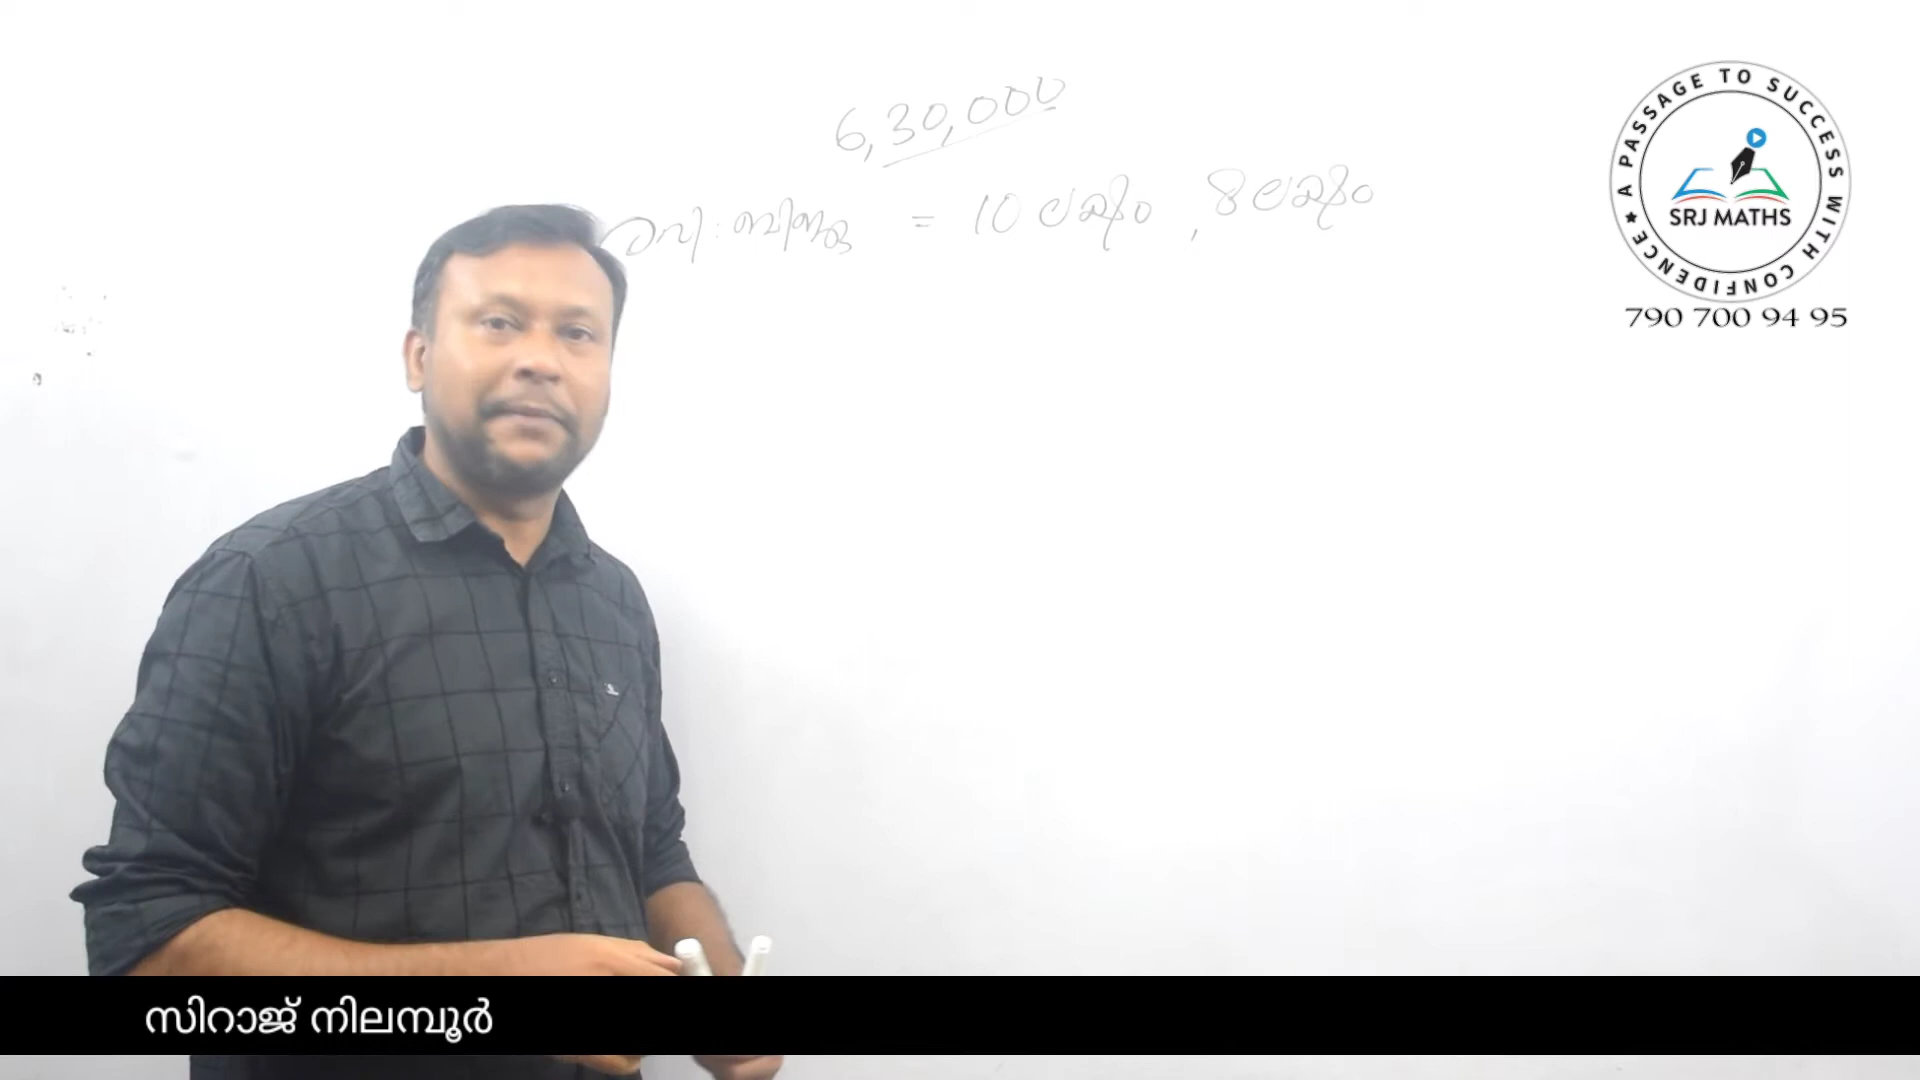 6,30,000
രവി : ബിന്ദു = 10 ലക്ഷം , 8 ലക്ഷം
A PASSAGE TO SUCCESS WITH CONFIDENCE ★
SRJ MATHS
790 700 94 95
സിറാജ് നിലമ്പൂർ